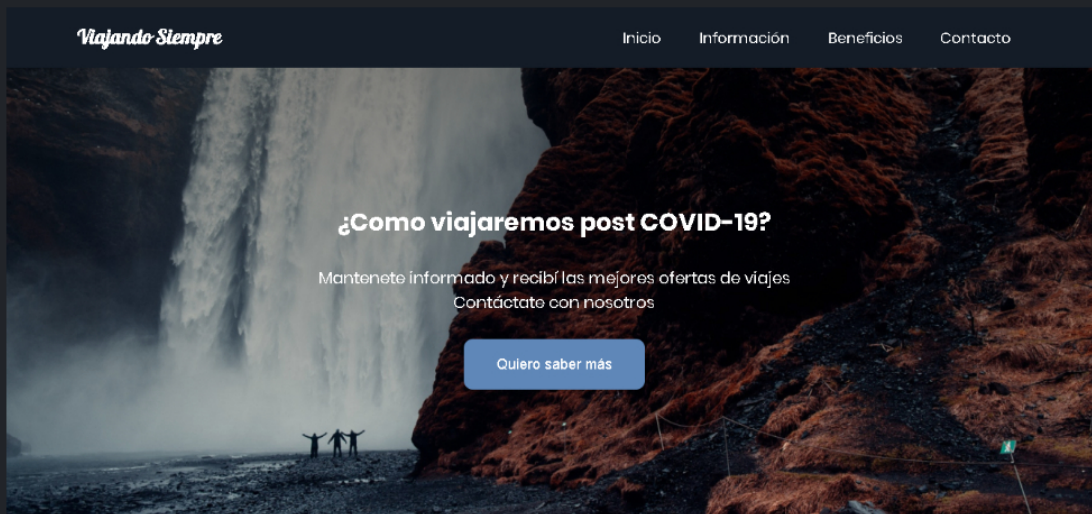 Viajando Siempre
Inicio Información Beneficios Contacto
¿Como viajaremos post COVID-19?
Mantenete informado y recibí las mejores ofertas de viajes
Contáctate con nosotros
Quiero saber más